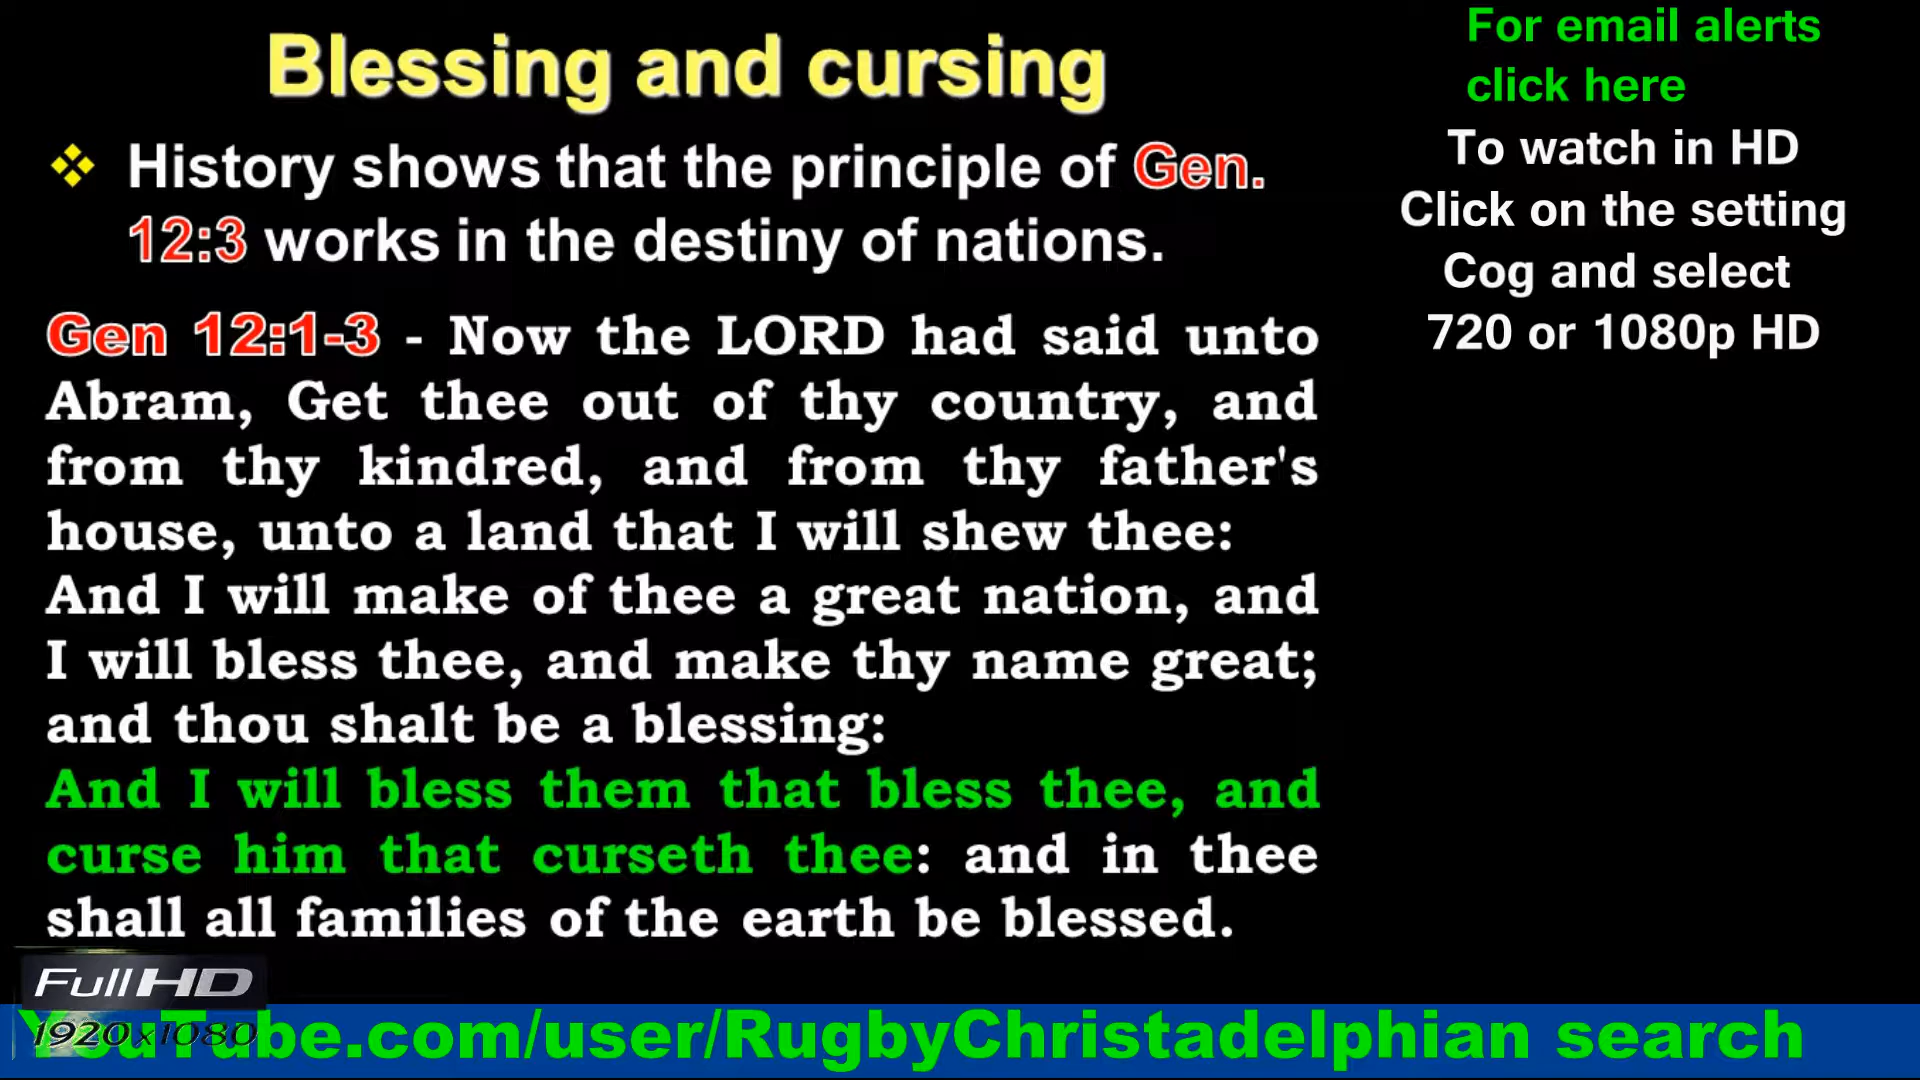 Blessing and cursing
History shows that the principle of Gen.
12:3 works in the destiny of nations.
Gen 12:1-3 - Now the LORD had said unto
Abram, Get thee out of thy country, and
from thy kindred, and from thy father's
house, unto a land that I will shew thee:
And I will make of thee a great nation, and
I will bless thee, and make thy name great;
and thou shalt be a blessing:
And I will bless them that bless thee, and
curse him that curseth thee: and in thee
shall all families of the earth be blessed.
For email alerts
click here
To watch in HD
Click on the setting
Cog and select
720 or 1080p HD
Full HD
1920x1080
YouTube.com/user/RugbyChristadelphian search